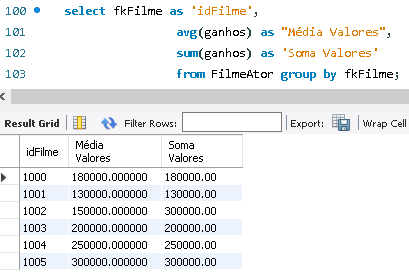 100 select fkFilme as 'idFilme',
101 avg(ganhos) as "Média Valores",
102 sum(ganhos) as 'Soma Valores'
103 from FilmeAtor group by fkFilme;
Result Grid Filter Rows: Export: Wrap Cell
idFilme Média Valores Soma Valores
1000 180000.000000 180000.00
1001 130000.000000 130000.00
1002 150000.000000 300000.00
1003 200000.000000 200000.00
1004 250000.000000 250000.00
1005 300000.000000 300000.00